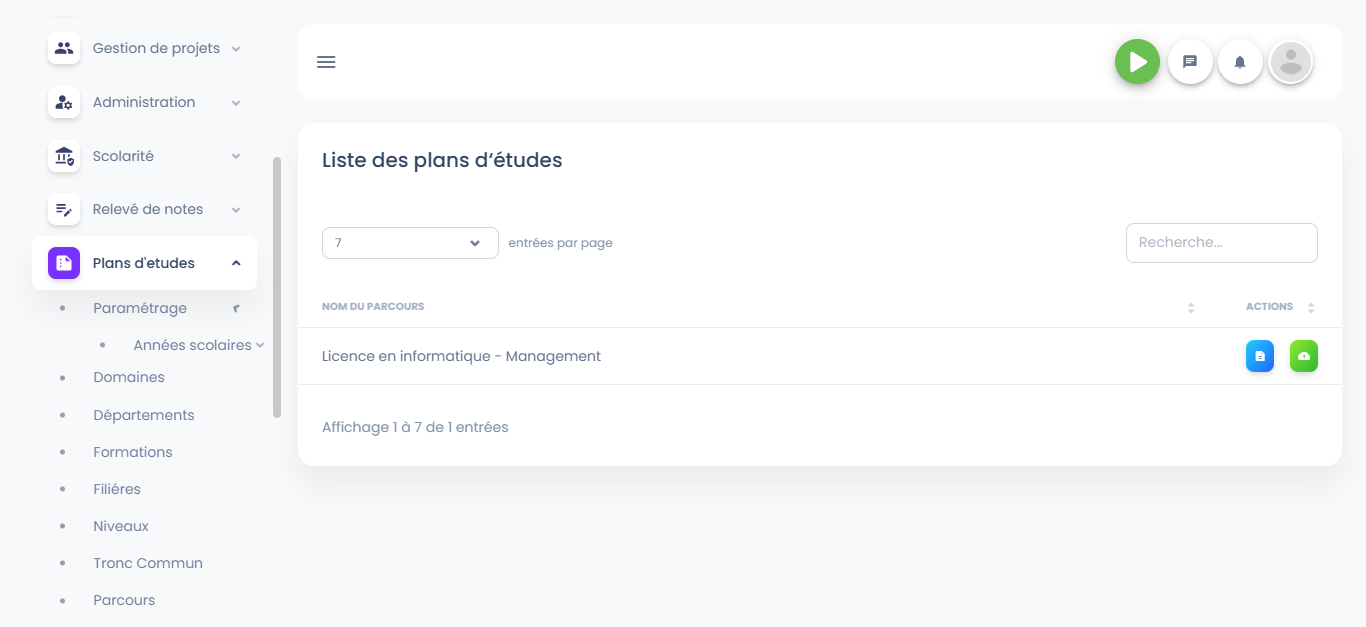 Gestion de projets
Administration
Scolarité
Relevé de notes
Plans d'etudes
Paramétrage
Années scolaires
Domaines
Départements
Formations
Filiéres
Niveaux
Tronc Commun
Parcours
Liste des plans d’études
7 entrées par page
Recherche...
NOM DU PARCOURS ACTIONS
Licence en informatique - Management
Affichage 1 à 7 de 1 entrées